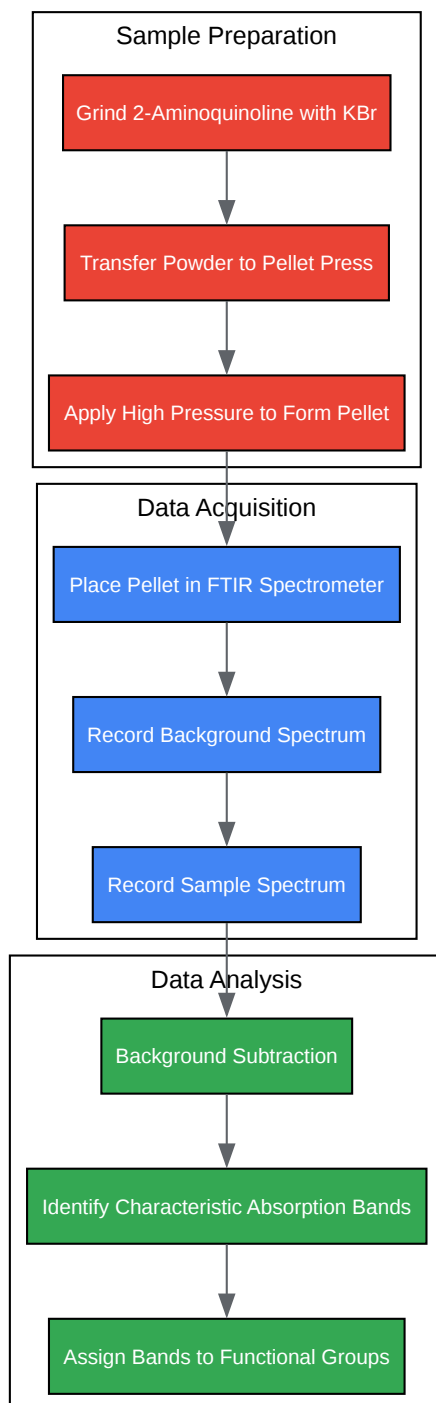 Sample Preparation
Grind 2-Aminoquinoline with KBr
Transfer Powder to Pellet Press
Apply High Pressure to Form Pellet
Data Acquisition
Place Pellet in FTIR Spectrometer
Record Background Spectrum
Record Sample Spectrum
Data Analysis
Background Subtraction
Identify Characteristic Absorption Bands
Assign Bands to Functional Groups